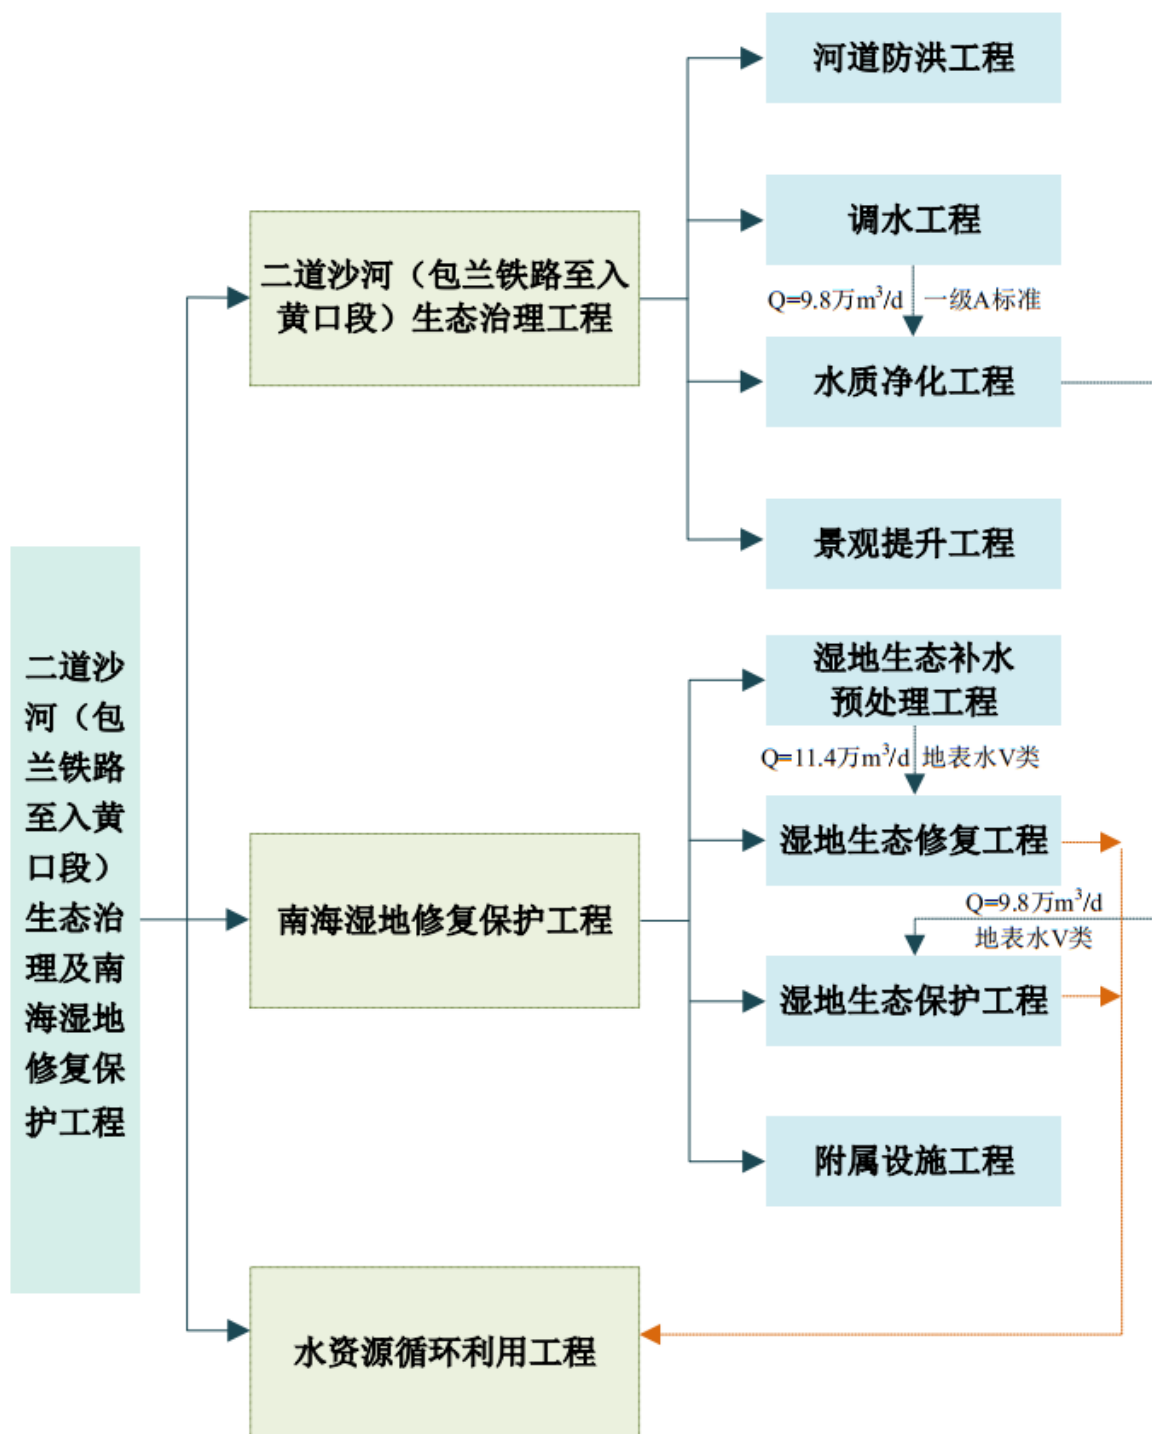 河道防洪工程
调水工程
Q=9.8万m³/d 一级A标准
二道沙河（包兰铁路至入
黄口段）生态治理工程
水质净化工程
景观提升工程
二道沙
河（包
兰铁路
至入黄
口段）
生态治
理及南
海湿地
修复保
护工程
湿地生态补水
预处理工程
Q=11.4万m³/d 地表水V类
湿地生态修复工程
南海湿地修复保护工程
Q=9.8万m³/d
地表水V类
湿地生态保护工程
附属设施工程
水资源循环利用工程